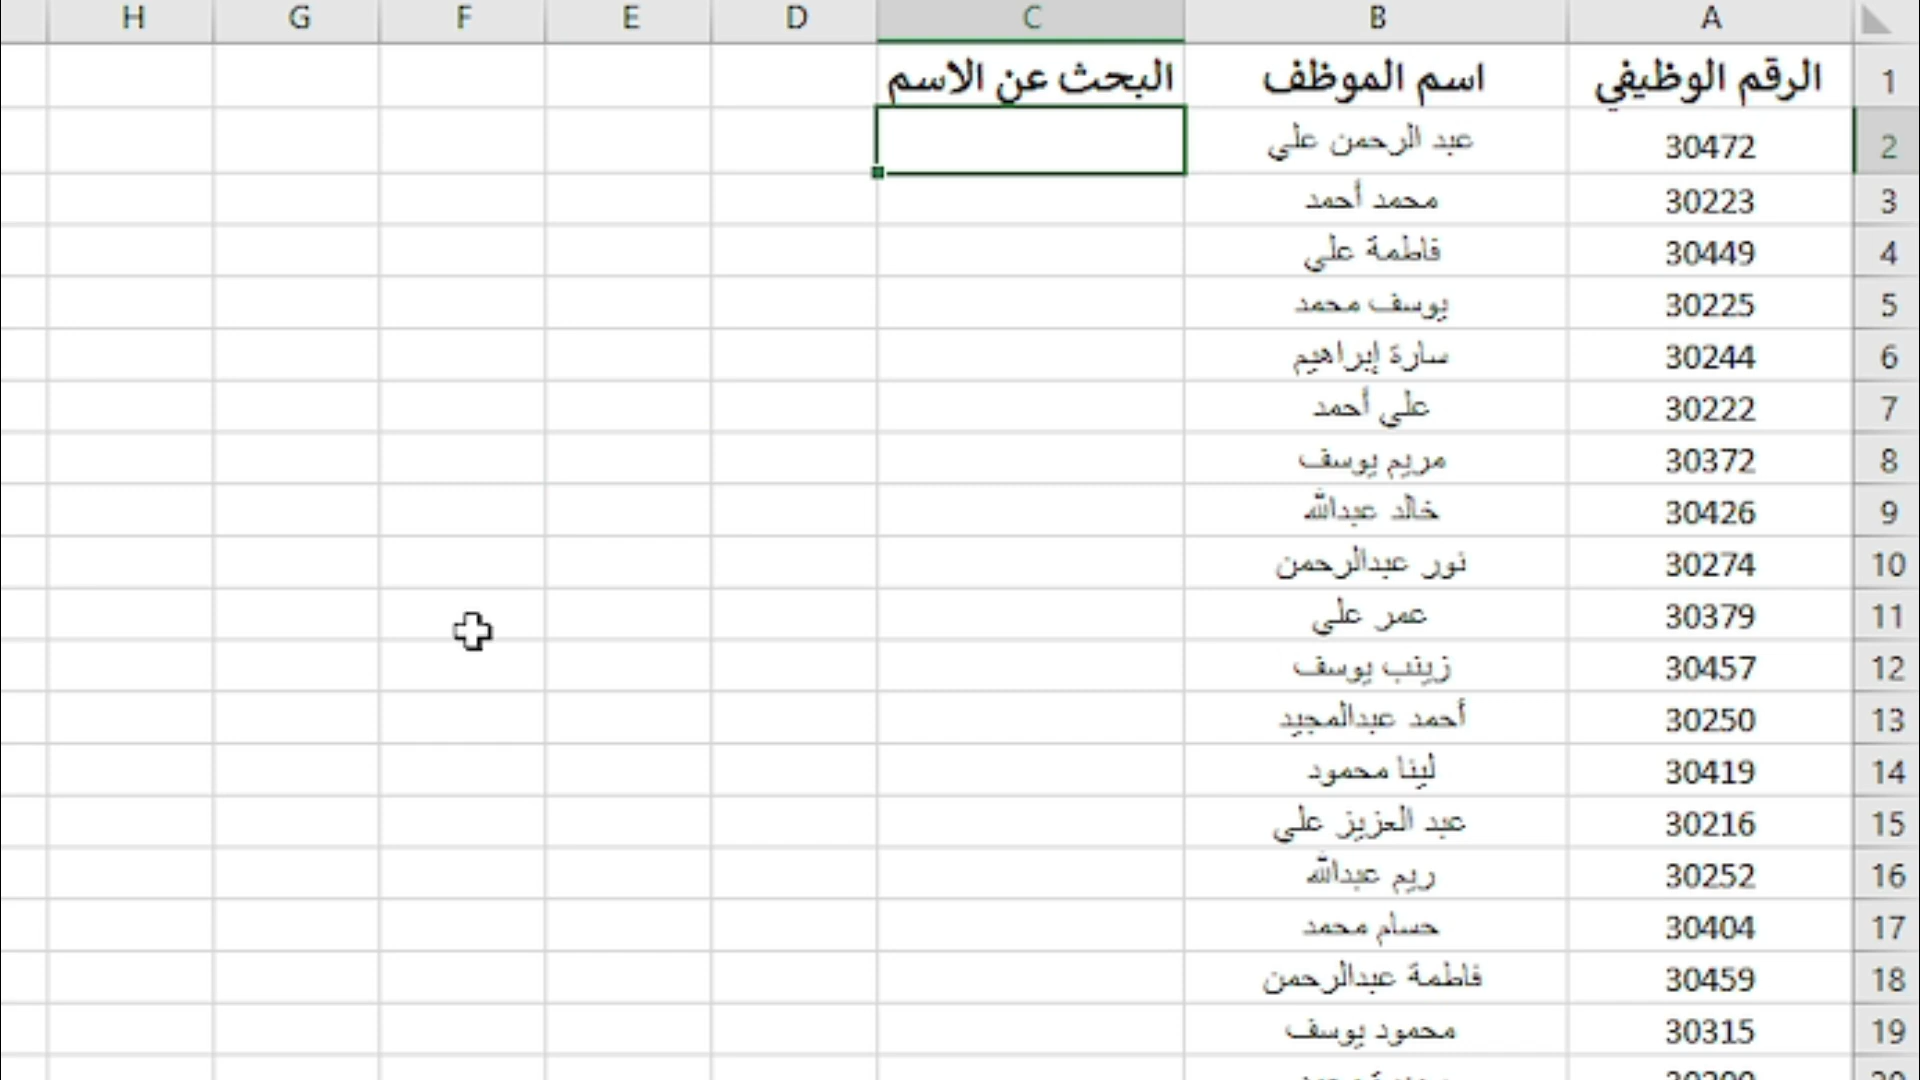 A B C D E F G H
1 الرقم الوظيفي اسم الموظف البحث عن الاسم
2 30472 عبد الرحمن علي
3 30223 محمد أحمد
4 30449 فاطمة علي
5 30225 يوسف محمد
6 30244 سارة إبراهيم
7 30222 علي أحمد
8 30372 مريم يوسف
9 30426 خالد عبدالله
10 30274 نور عبدالرحمن
11 30379 عمر علي
12 30457 زينب يوسف
13 30250 أحمد عبدالمجيد
14 30419 لينا محمود
15 30216 عبد العزيز علي
16 30252 ريم عبدالله
17 30404 حسام محمد
18 30459 فاطمة عبدالرحمن
19 30315 محمود يوسف